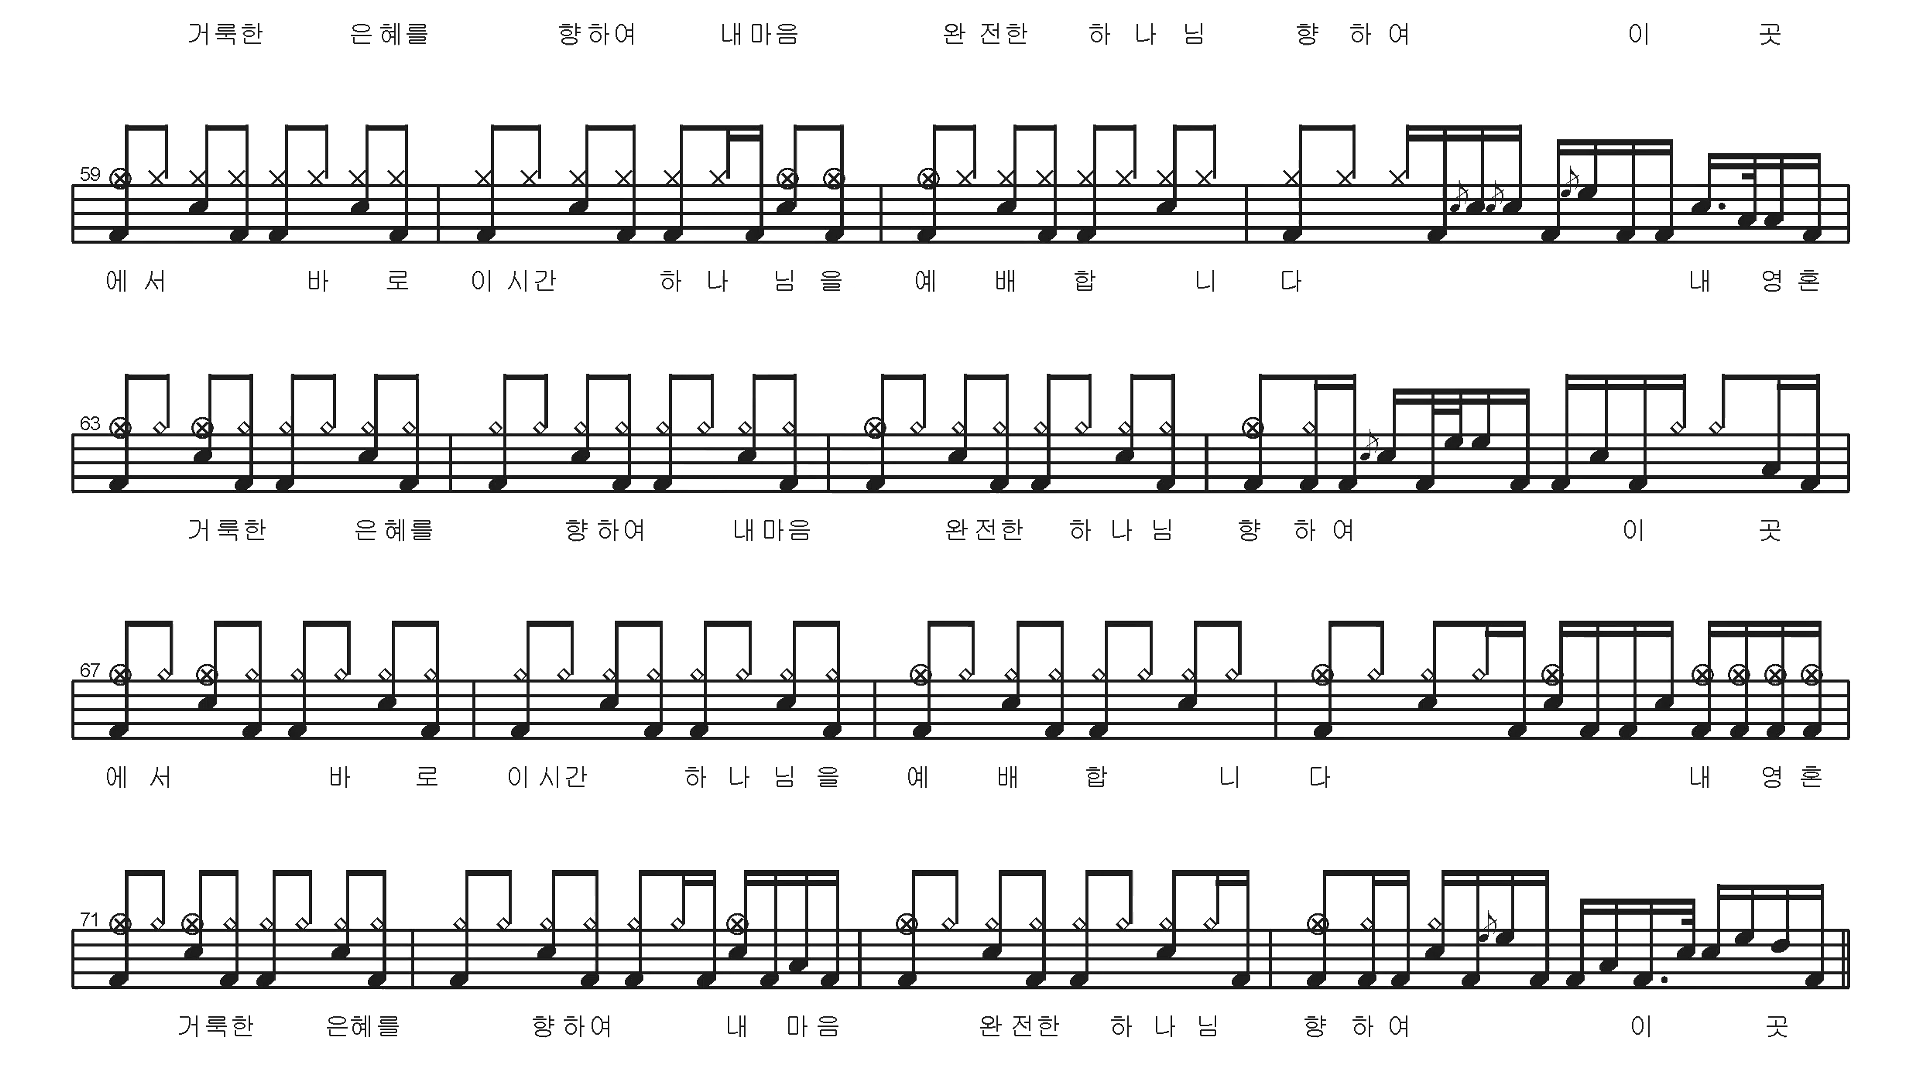 거룩한 은혜를 향하여 내마음 완전한 하나님 향하여 이 곳
59
에서 바로 이시간 하나님을 예배합니다 내 영혼
63
거룩한 은혜를 향하여 내마음 완전한 하나님 향하여 이 곳
67
에서 바로 이시간 하나님을 예배합니다 내 영혼
71
거룩한 은혜를 향하여 내 마음 완전한 하나님 향하여 이 곳